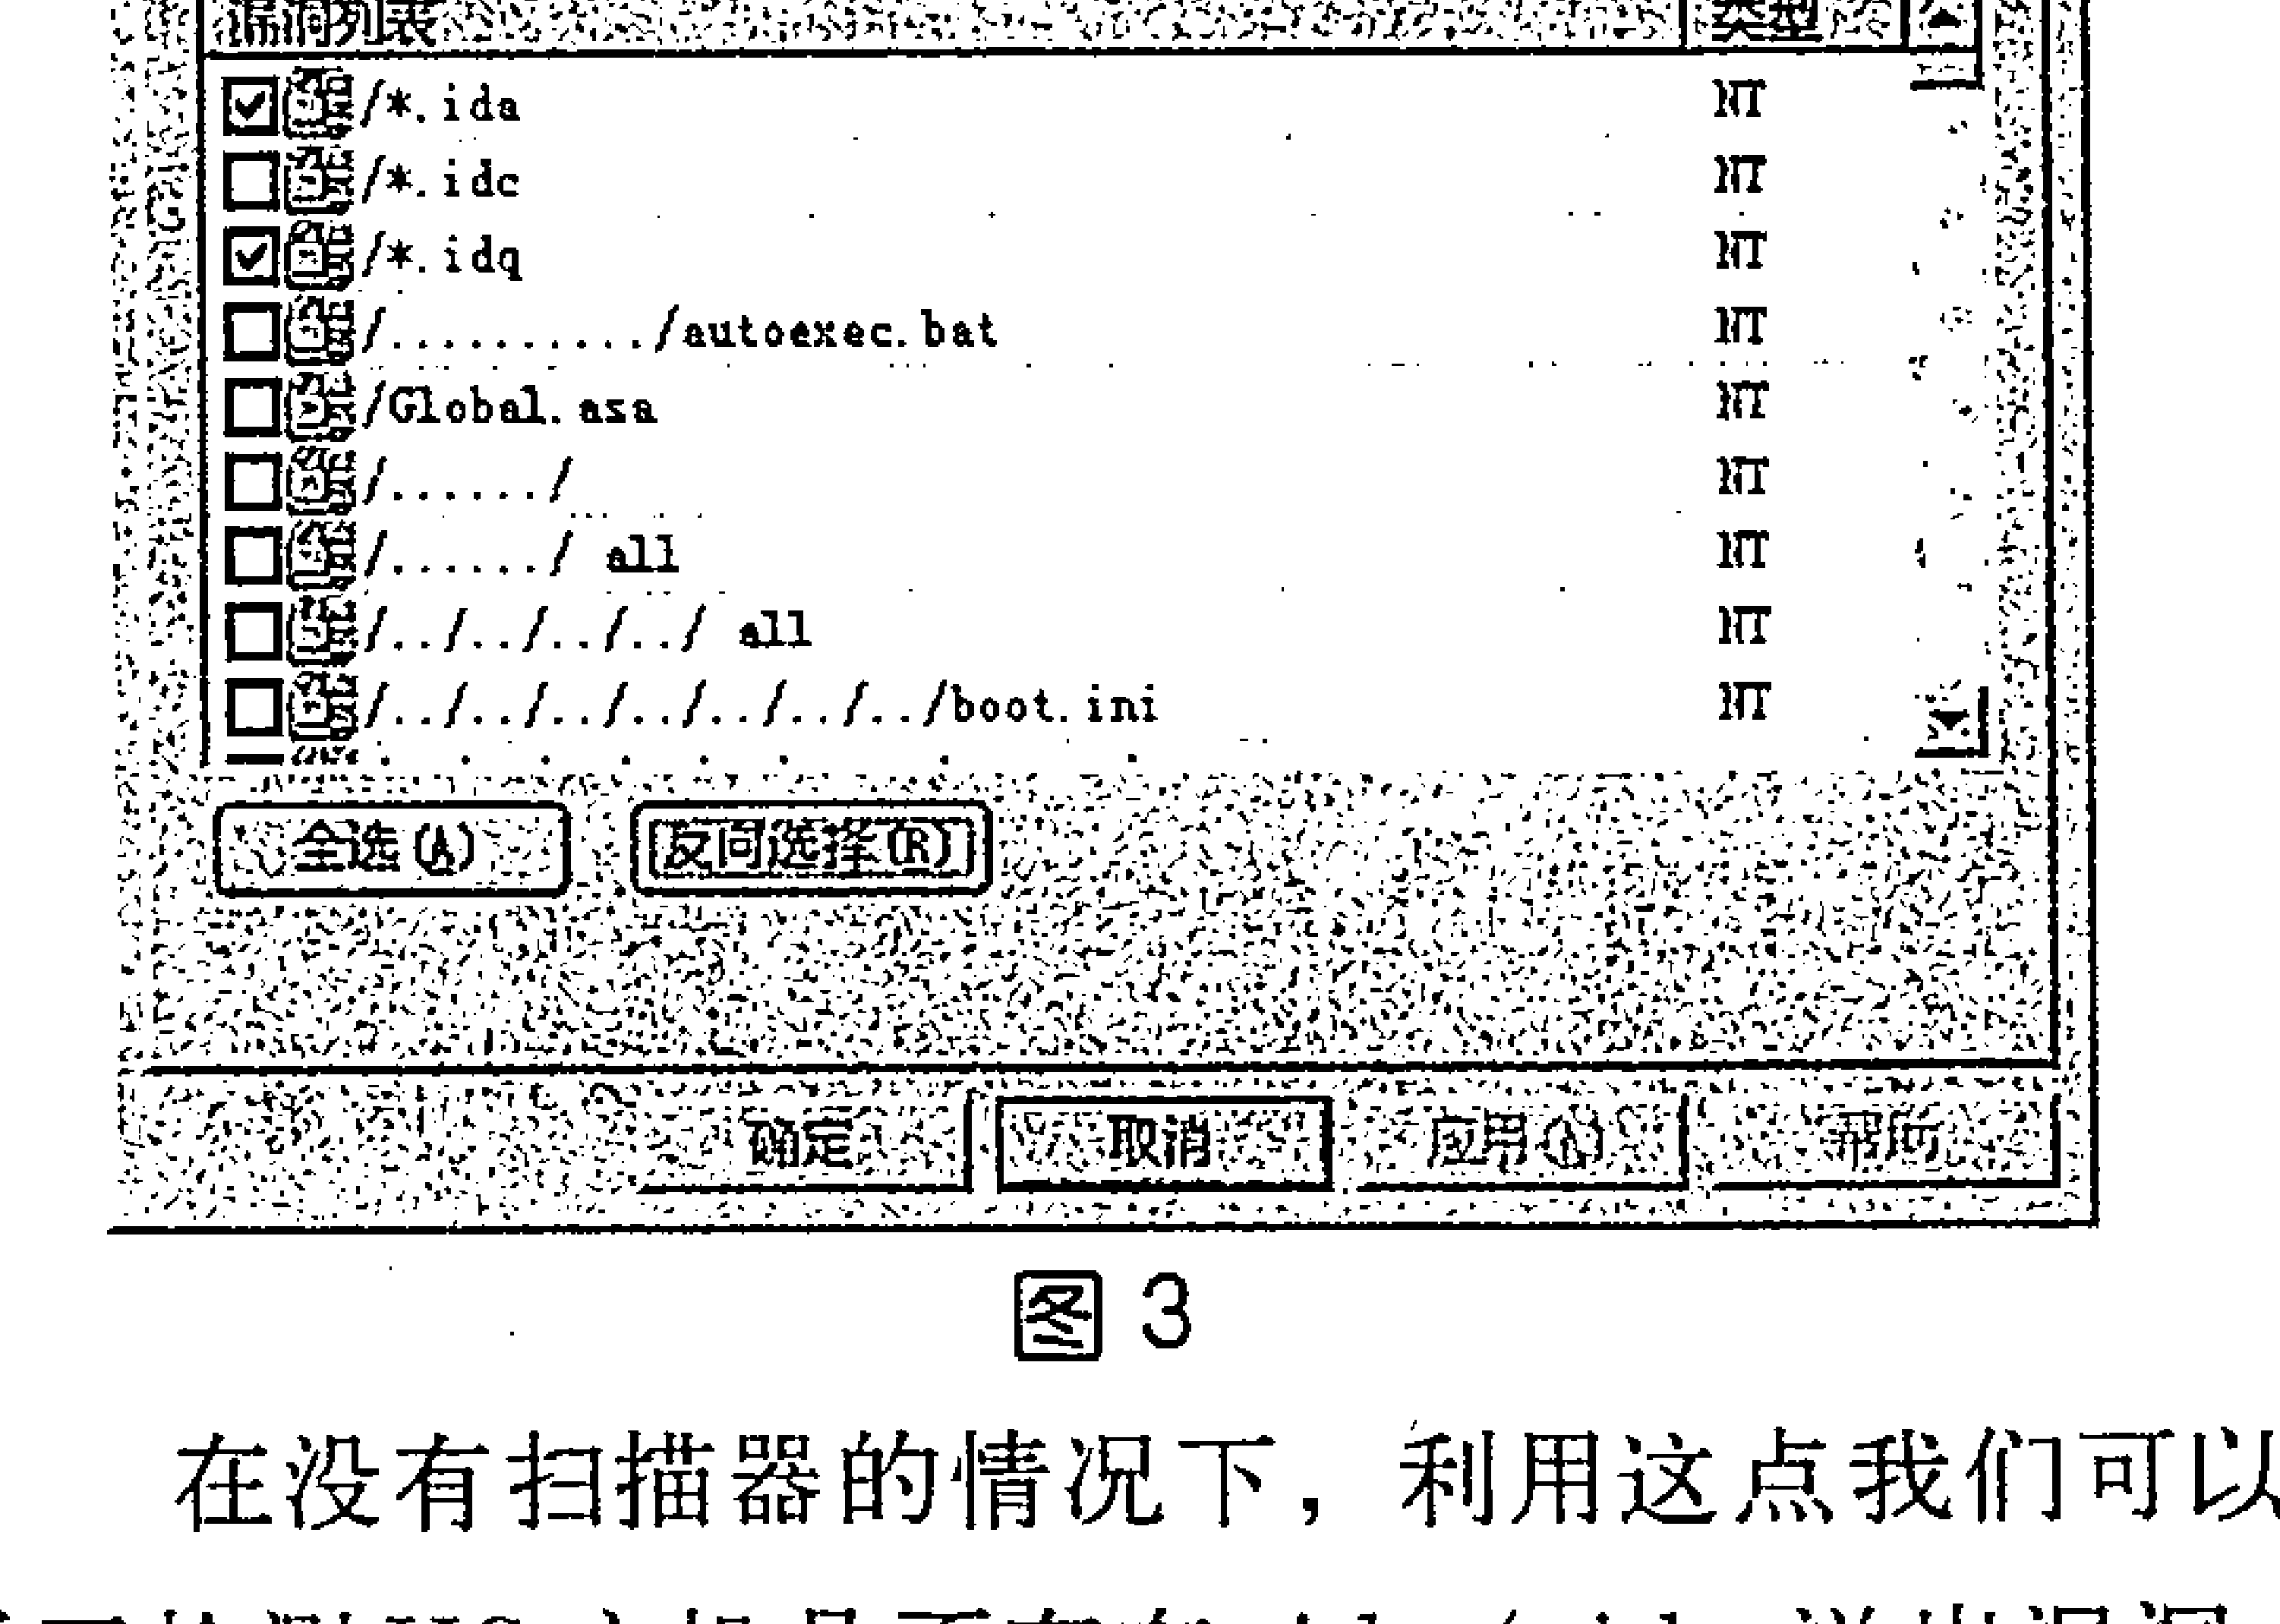 漏洞列表 类型
/*.ida NT
/*.idc NT
/*.idq NT
/........../autoexec.bat NT
/Global.asa NT
/....../ NT
/....../ all NT
/../../../../ all NT
/../../../../../../../boot.ini NT
全选(A) 反向选择(R)
确定 取消 应用(A) 帮助
图 3
在没有扫描器的情况下，利用这点我们可以